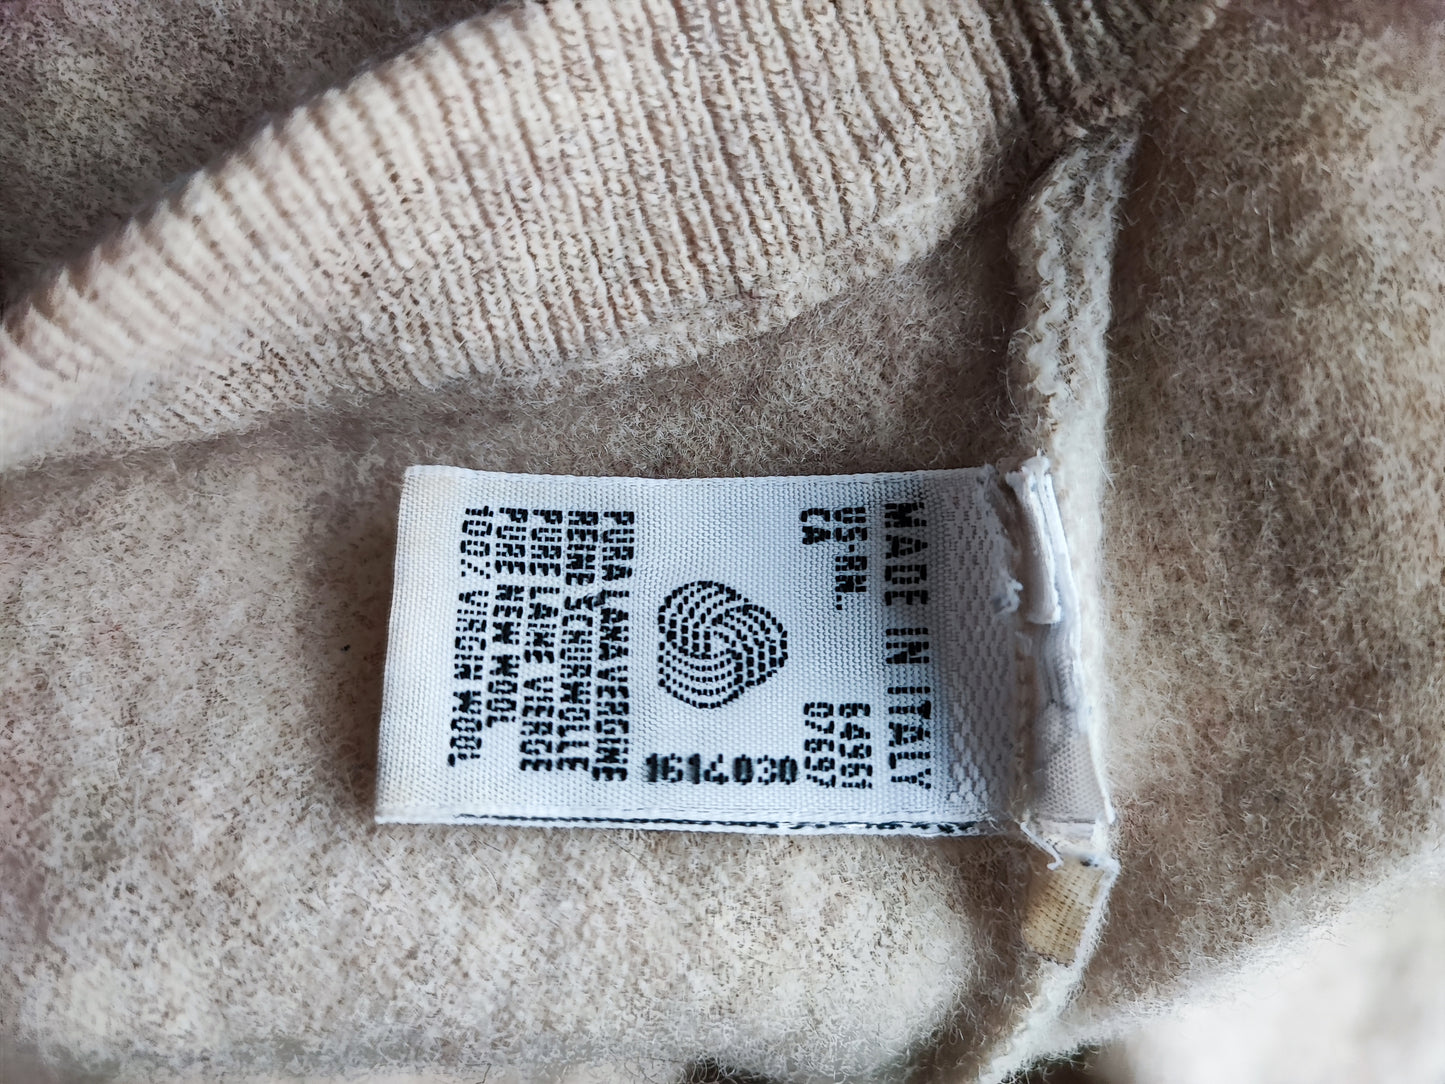 MADE IN ITALY
US-RN.. 64961
CA 07697
1614030
PURA LANA VERGINE
REINE SCHURWOLLE
PURE LAINE VIERGE
PURE NEW WOOL
100% VIRGIN WOOL